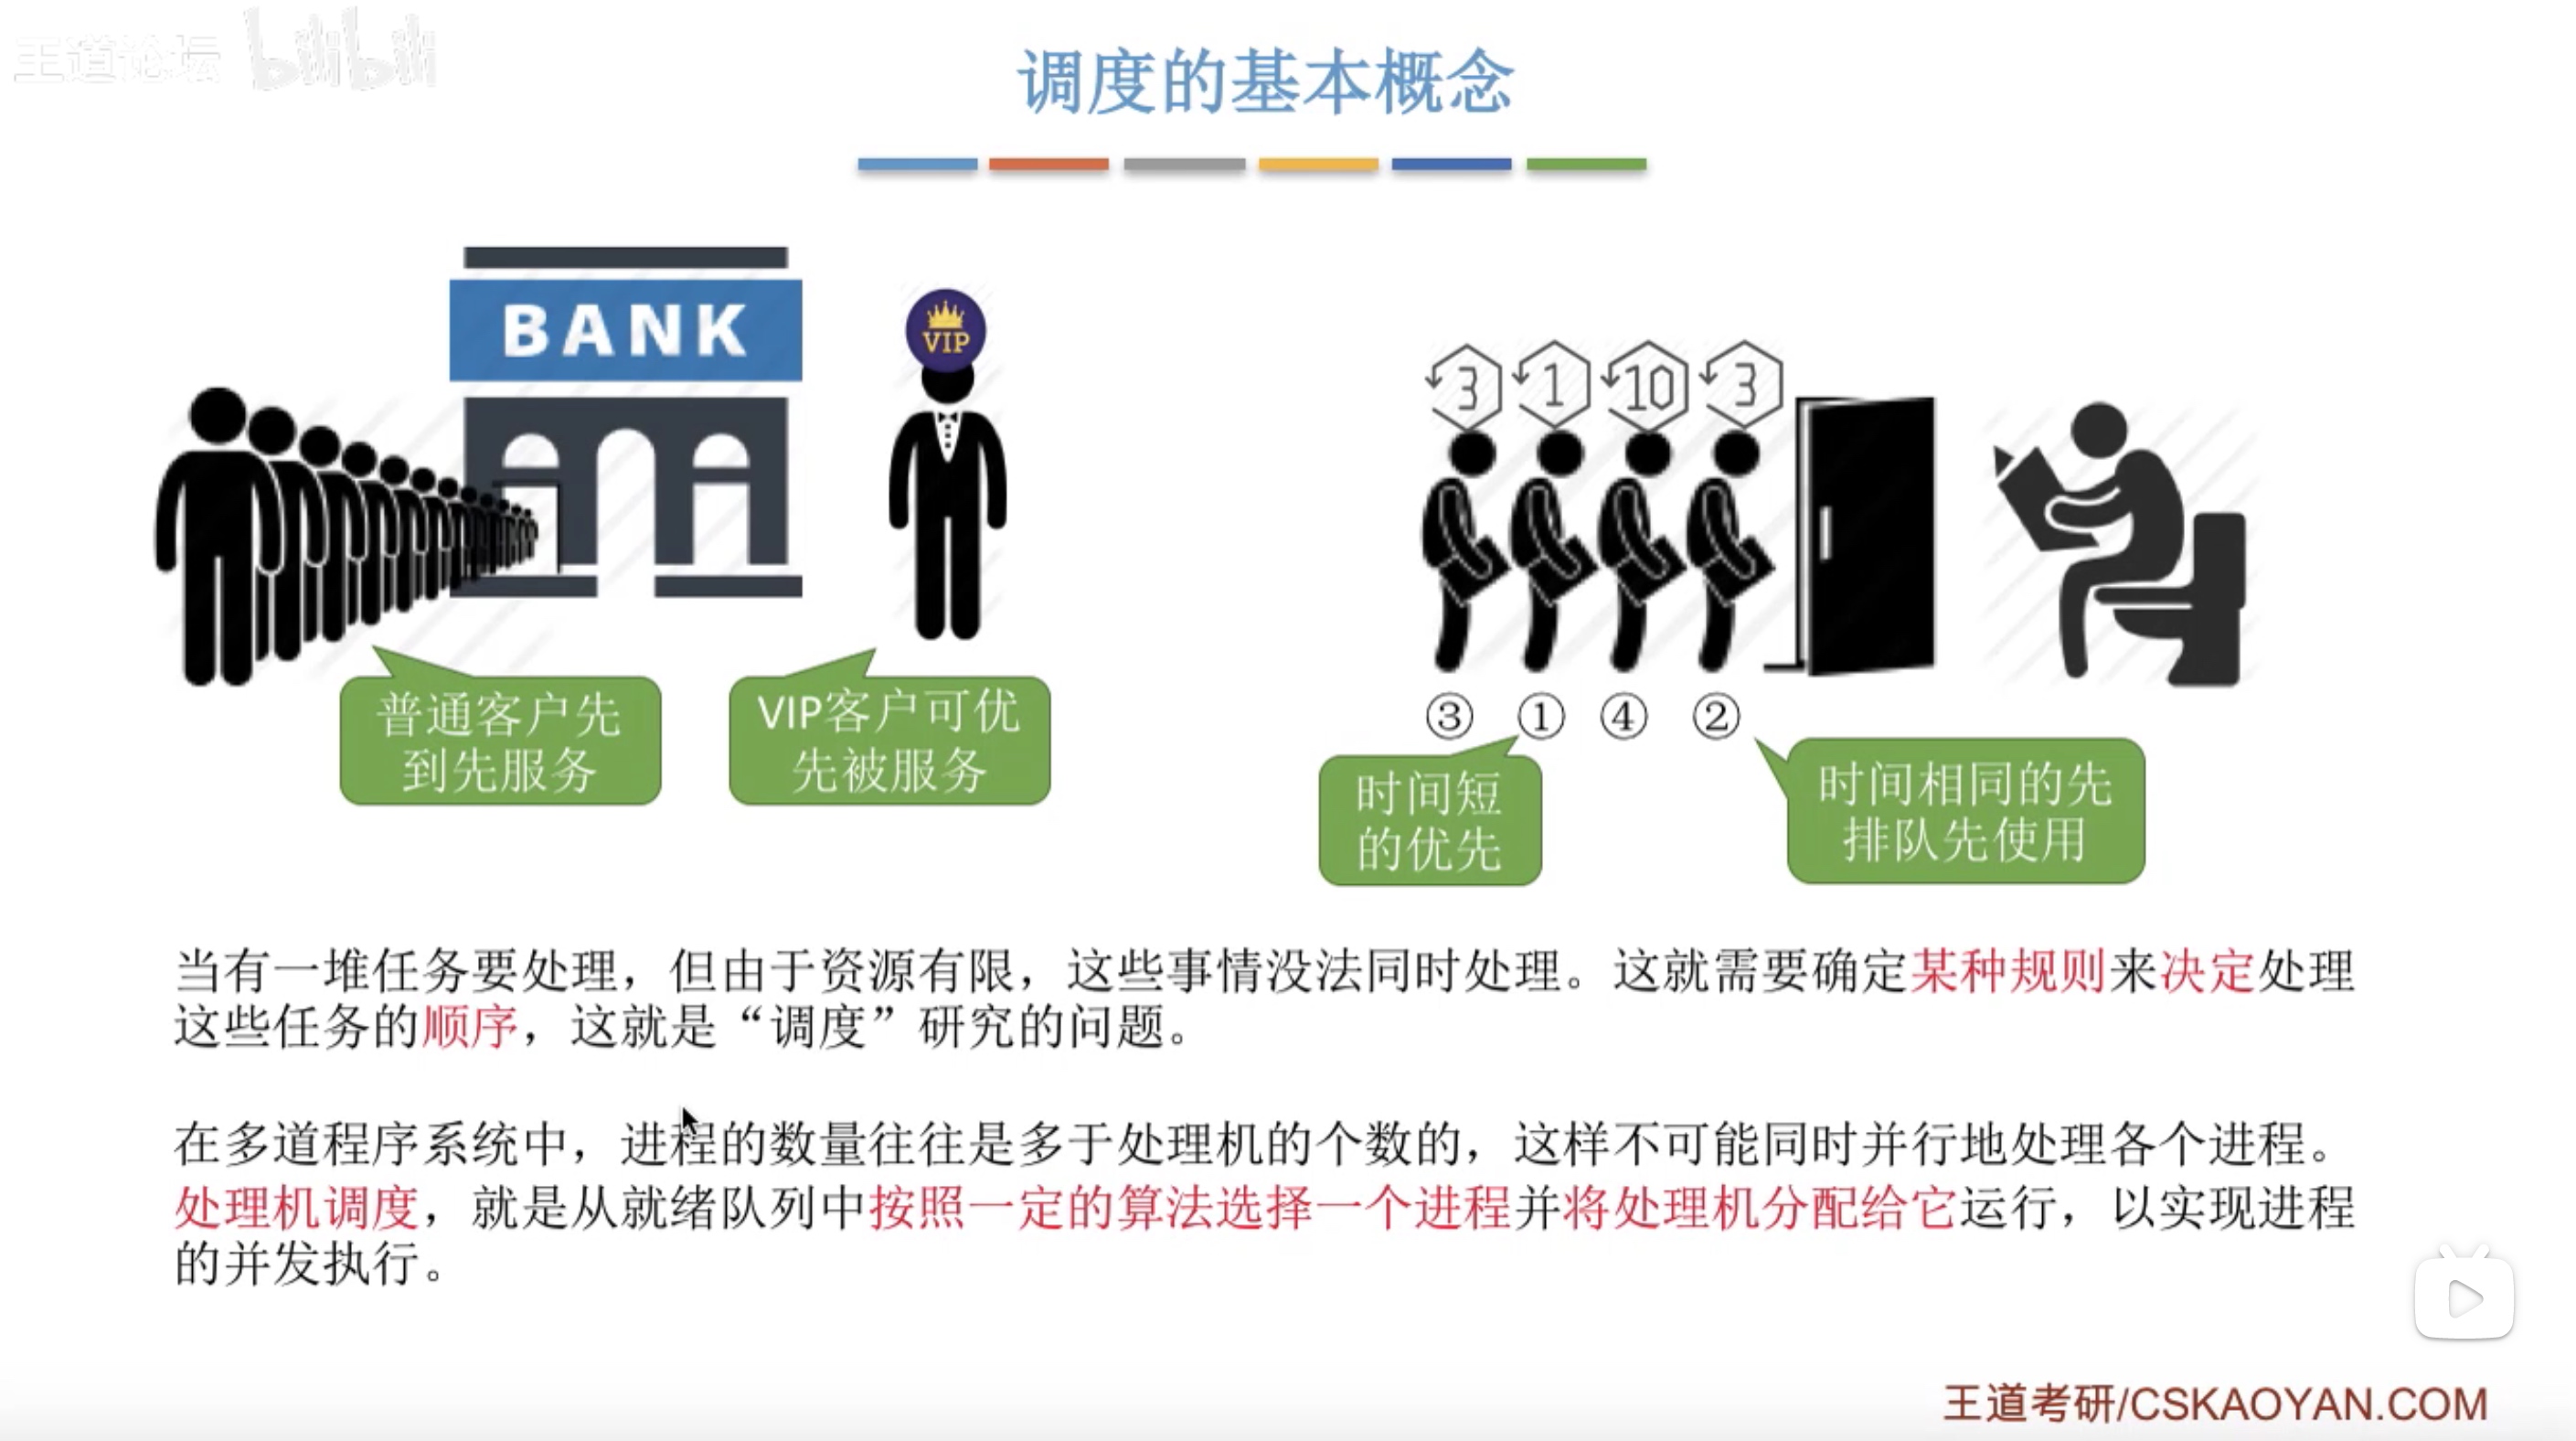 王道论坛 bilibili
调度的基本概念
BANK
VIP
3 1 10 3
③ ① ④ ②
普通客户先
到先服务
VIP客户可优
先被服务
时间短
的优先
时间相同的先
排队先使用
当有一堆任务要处理，但由于资源有限，这些事情没法同时处理。这就需要确定某种规则来决定处理
这些任务的顺序，这就是“调度”研究的问题。
在多道程序系统中，进程的数量往往是多于处理机的个数的，这样不可能同时并行地处理各个进程。
处理机调度，就是从就绪队列中按照一定的算法选择一个进程并将处理机分配给它运行，以实现进程
的并发执行。
王道考研/CSKAOYAN.COM